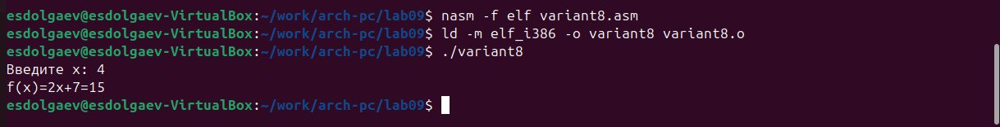 esdolgaev@esdolgaev-VirtualBox:~/work/arch-pc/lab09$ nasm -f elf variant8.asm
esdolgaev@esdolgaev-VirtualBox:~/work/arch-pc/lab09$ ld -m elf_i386 -o variant8 variant8.o
esdolgaev@esdolgaev-VirtualBox:~/work/arch-pc/lab09$ ./variant8
Введите x: 4
f(x)=2x+7=15
esdolgaev@esdolgaev-VirtualBox:~/work/arch-pc/lab09$